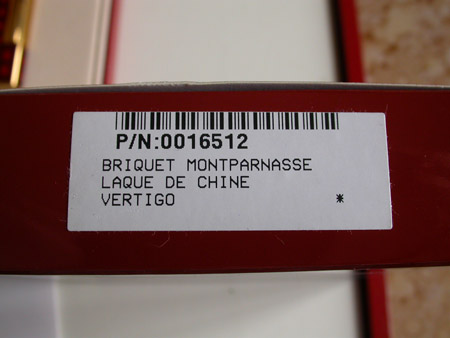 P/N:0016512
BRIQUET MONTPARNASSE
LAQUE DE CHINE
VERTIGO *